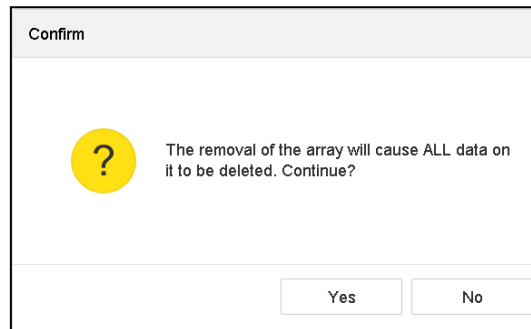 Confirm
?
The removal of the array will cause ALL data on
it to be deleted. Continue?
Yes
No